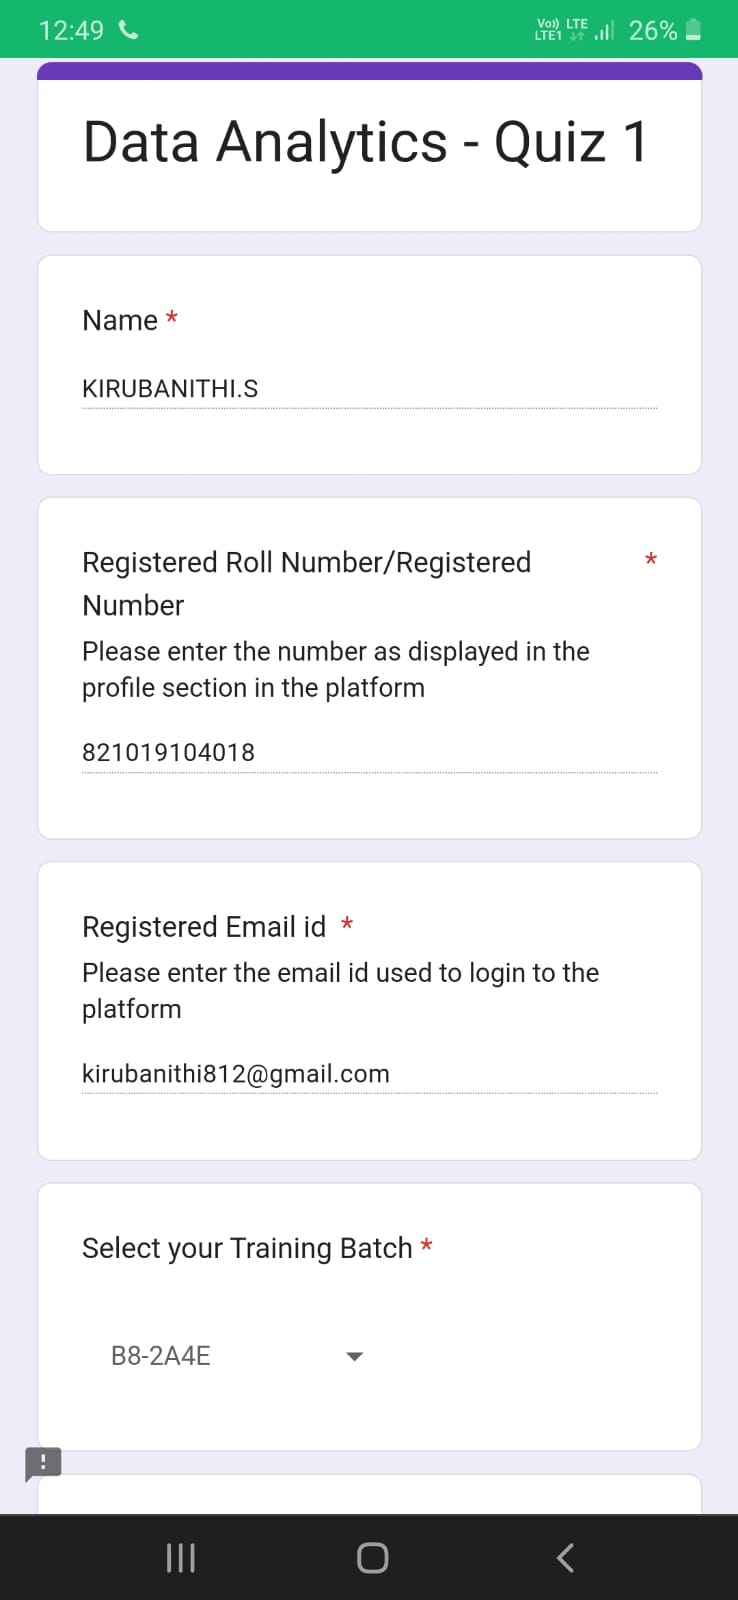 12:49
Vo)) LTE
LTE1
26%
Data Analytics - Quiz 1
Name *
KIRUBANITHI.S
Registered Roll Number/Registered *
Number
Please enter the number as displayed in the
profile section in the platform
821019104018
Registered Email id *
Please enter the email id used to login to the
platform
kirubanithi812@gmail.com
Select your Training Batch *
B8-2A4E